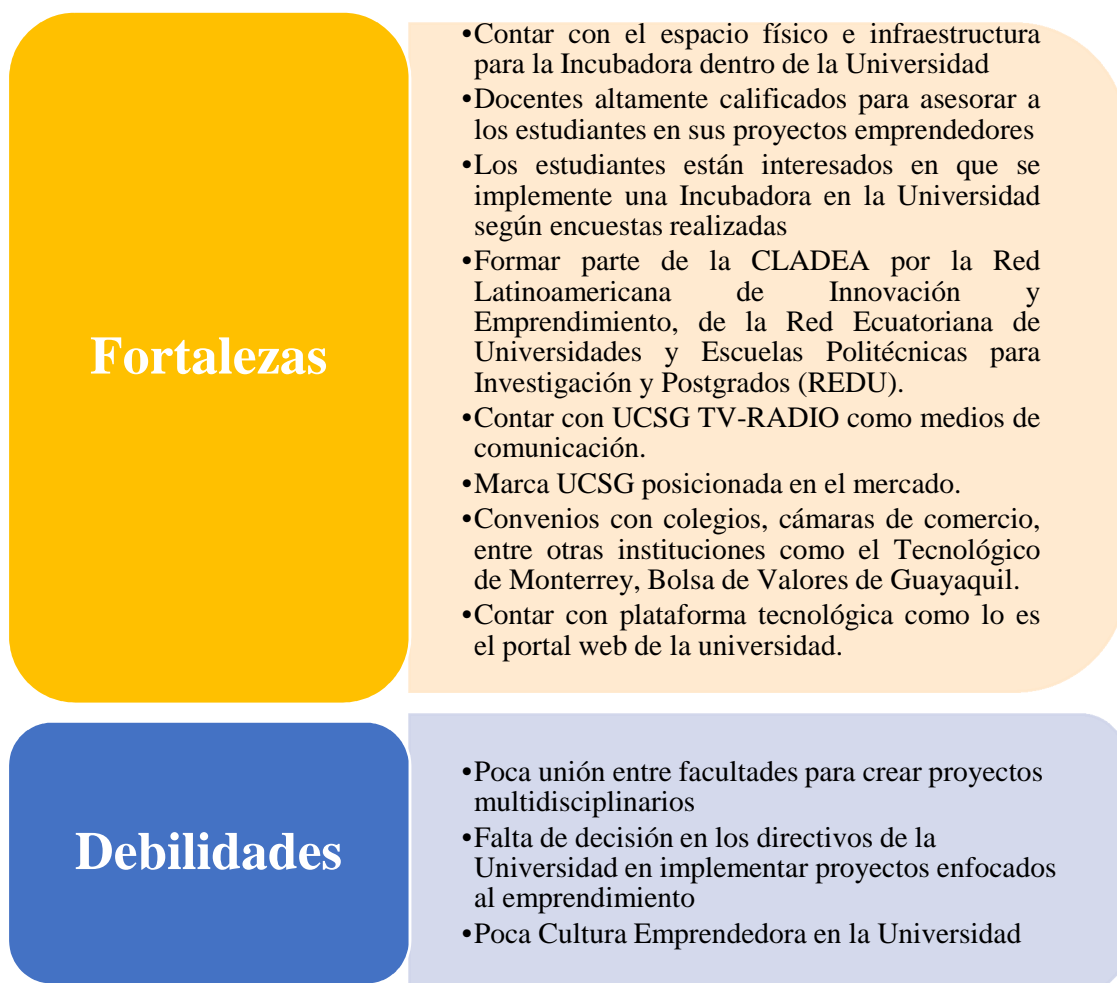 Fortalezas
•Contar con el espacio físico e infraestructura
para la Incubadora dentro de la Universidad
•Docentes altamente calificados para asesorar a
los estudiantes en sus proyectos emprendedores
•Los estudiantes están interesados en que se
implemente una Incubadora en la Universidad
según encuestas realizadas
•Formar parte de la CLADEA por la Red
Latinoamericana de Innovación y
Emprendimiento, de la Red Ecuatoriana de
Universidades y Escuelas Politécnicas para
Investigación y Postgrados (REDU).
•Contar con UCSG TV-RADIO como medios de
comunicación.
•Marca UCSG posicionada en el mercado.
•Convenios con colegios, cámaras de comercio,
entre otras instituciones como el Tecnológico
de Monterrey, Bolsa de Valores de Guayaquil.
•Contar con plataforma tecnológica como lo es
el portal web de la universidad.
Debilidades
•Poca unión entre facultades para crear proyectos
multidisciplinarios
•Falta de decisión en los directivos de la
Universidad en implementar proyectos enfocados
al emprendimiento
•Poca Cultura Emprendedora en la Universidad